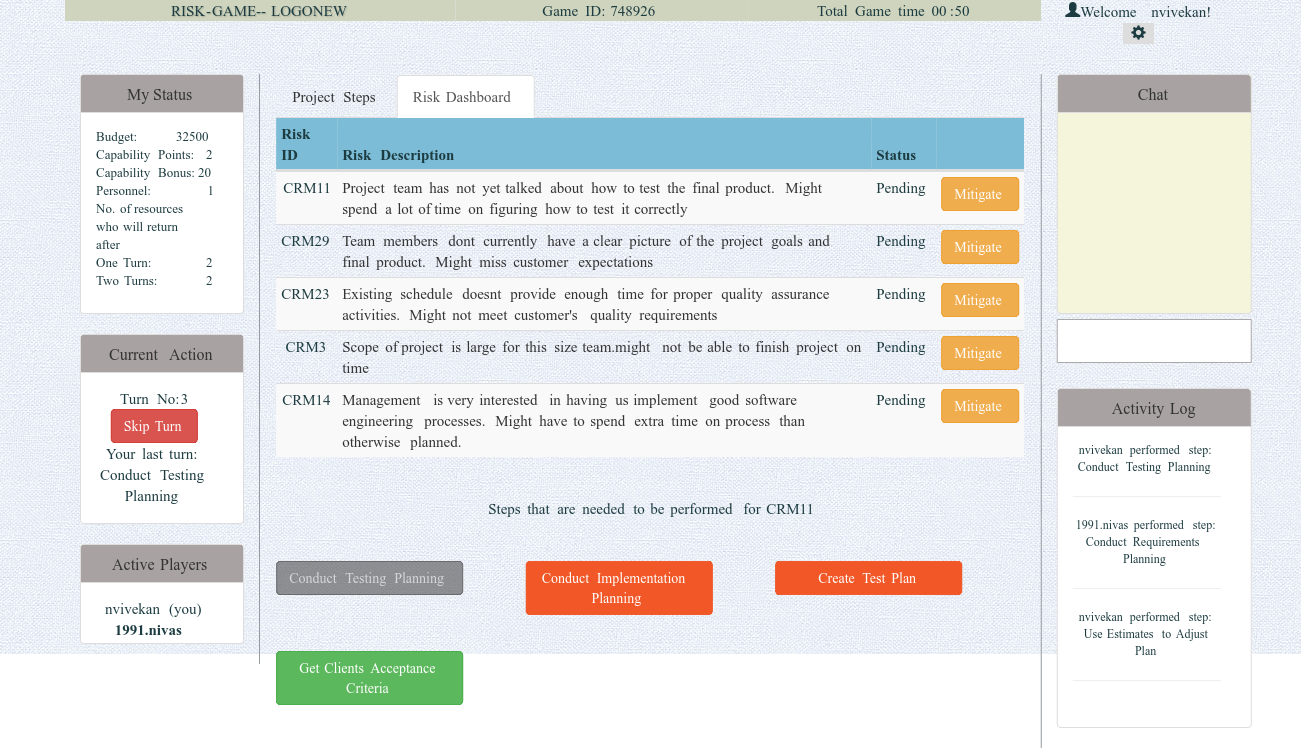 RISK-GAME-- LOGONEW
Game ID: 748926
Total Game time 00 :50
Welcome nvivekan!
My Status
Budget: 32500
Capability Points: 2
Capability Bonus: 20
Personnel: 1
No. of resources
who will return
after
One Turn: 2
Two Turns: 2
Current Action
Turn No:3
Skip Turn
Your last turn:
Conduct Testing
Planning
Active Players
nvivekan (you)
1991.nivas
Project Steps
Risk Dashboard
Risk
ID
Risk Description
Status
CRM11
Project team has not yet talked about how to test the final product. Might
spend a lot of time on figuring how to test it correctly
Pending
Mitigate
CRM29
Team members dont currently have a clear picture of the project goals and
final product. Might miss customer expectations
Pending
Mitigate
CRM23
Existing schedule doesnt provide enough time for proper quality assurance
activities. Might not meet customer's quality requirements
Pending
Mitigate
CRM3
Scope of project is large for this size team.might not be able to finish project on
time
Pending
Mitigate
CRM14
Management is very interested in having us implement good software
engineering processes. Might have to spend extra time on process than
otherwise planned.
Pending
Mitigate
Steps that are needed to be performed for CRM11
Conduct Testing Planning
Conduct Implementation
Planning
Create Test Plan
Get Clients Acceptance
Criteria
Chat
Activity Log
nvivekan performed step:
Conduct Testing Planning
1991.nivas performed step:
Conduct Requirements
Planning
nvivekan performed step:
Use Estimates to Adjust
Plan